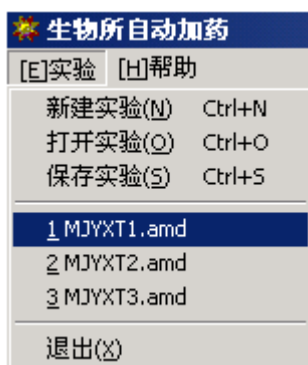 生物所自动加药
[E]实验 [H]帮助
新建实验(N) Ctrl+N
打开实验(O) Ctrl+O
保存实验(S) Ctrl+S
1 MJYXT1.amd
2 MJYXT2.amd
3 MJYXT3.amd
退出(X)